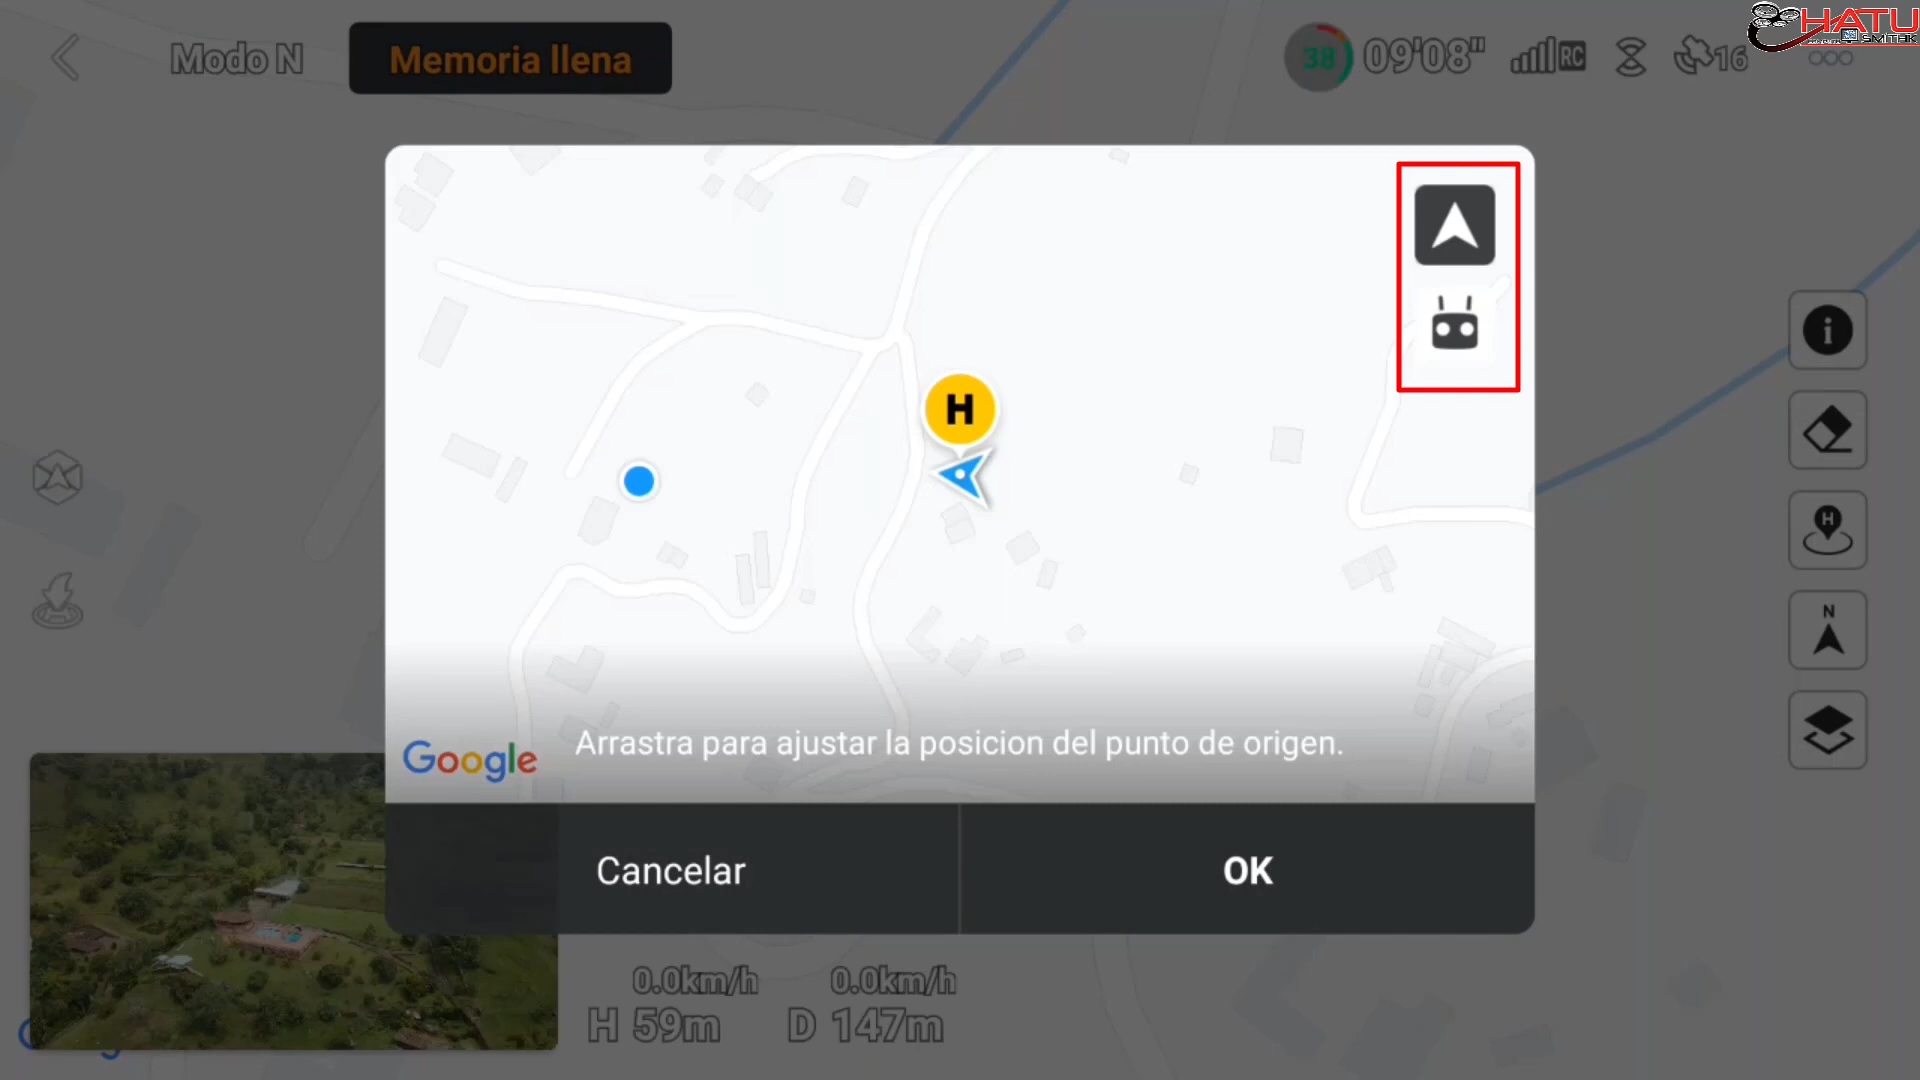 Modo N
Memoria llena
38
09'08"
RC
16
HATU
SMITAK
H
H
N
Google
Arrastra para ajustar la posicion del punto de origen.
Cancelar
OK
0.0km/h
0.0km/h
H 59m
D 147m